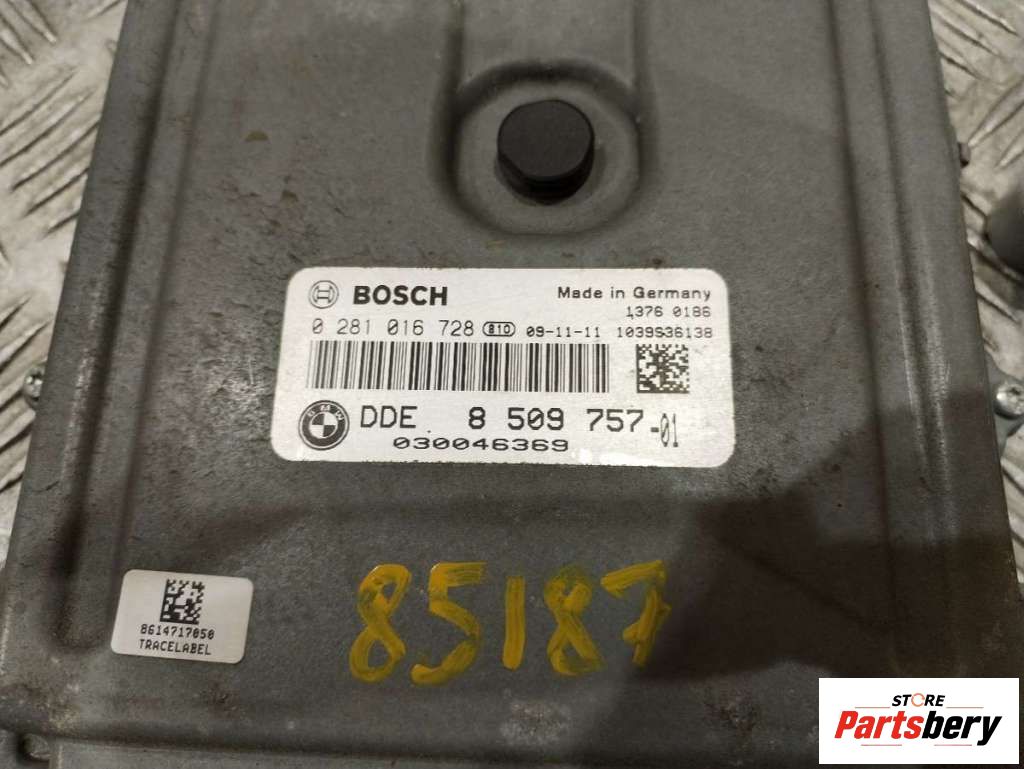 BOSCH
Made in Germany
1376 0186
0 281 016 728 810 09-11-11 1039S36138
BMW
DDE 8 509 757-01
030046369
8614717050
TRACELABEL
85187
STORE
Partsbery